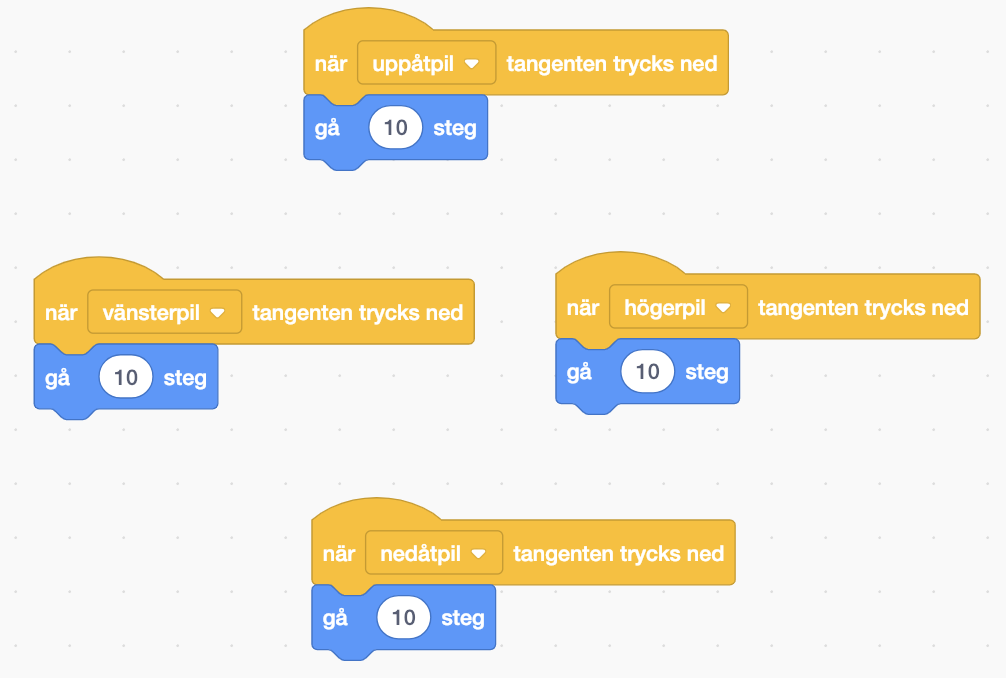 när uppåtpil tangenten trycks ned
gå 10 steg
när vänsterpil tangenten trycks ned
gå 10 steg
när högerpil tangenten trycks ned
gå 10 steg
när nedåtpil tangenten trycks ned
gå 10 steg